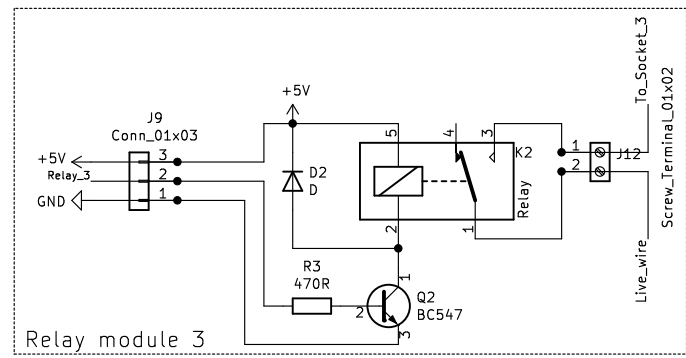 +5V
J9
Conn_01x03
+5V
3
Relay_3
2
GND
1
D2
D
R3
470R
5
4
3
K2
Relay
2
1
1
2
Q2
BC547
3
1
2
J12
To_Socket_3
Screw_Terminal_01x02
Live_wire
Relay module 3